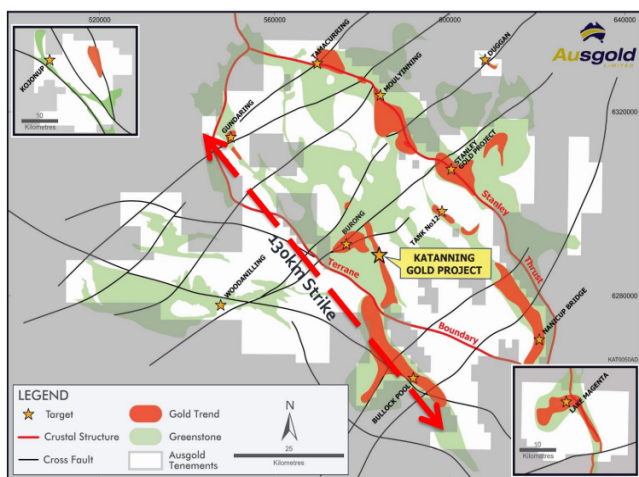 520000
560000
600000
640000
Ausgold
LIMITED
KOJONUP
10
Kilometres
TAMACURRING
DUGGAN
MOULYINNING
6320000
GUNDARING
STANLEY
GOLD PROJECT
Stanley
TANK No12
BURONG
KATANNING
GOLD PROJECT
Thrust
130km Strike
Terrane
WOODANILLING
6280000
Boundary
NANICUP BRIDGE
KAT0050AD
BULLOCK POOL
LAKE MAGENTA
10
Kilometres
LEGEND
Target
Gold Trend
N
Crustal Structure
Greenstone
Cross Fault
Ausgold
Tenements
25
Kilometres